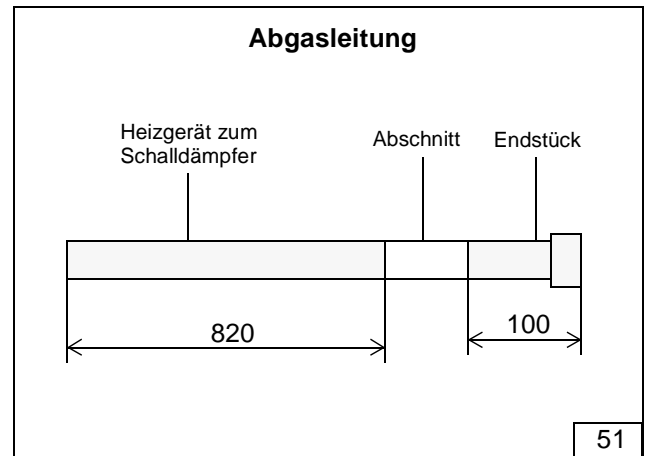 Abgasleitung
Heizgerät zum
Schalldämpfer
Abschnitt
Endstück
820
100
51